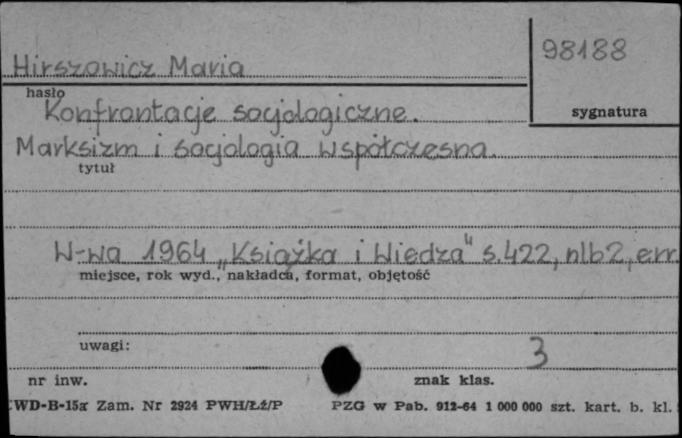 98188
Hirszowicz Maria
hasło
sygnatura
Konfrontacje socjologiczne.
Marksizm i socjologia współczesna.
tytuł
W-wa 1964 „Książka i Wiedza" s.422, nlb2, err.
miejsce, rok wyd., nakładca, format, objętość
uwagi:
3
nr inw.
znak klas.
WD-B-15a Zam. Nr 2924 PWH/Łź/P PZG w Pab. 912-64 1 000 000 szt. kart. b. kl.